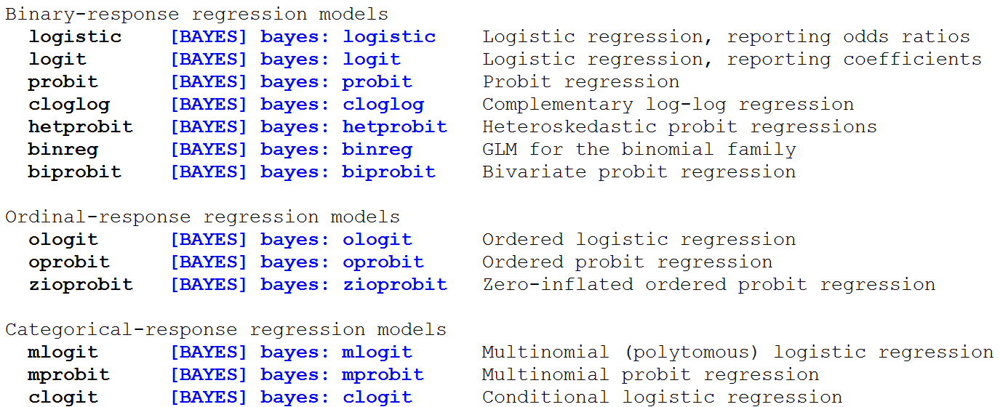 Binary-response regression models
logistic [BAYES] bayes: logistic Logistic regression, reporting odds ratios
logit [BAYES] bayes: logit Logistic regression, reporting coefficients
probit [BAYES] bayes: probit Probit regression
cloglog [BAYES] bayes: cloglog Complementary log-log regression
hetprobit [BAYES] bayes: hetprobit Heteroskedastic probit regressions
binreg [BAYES] bayes: binreg GLM for the binomial family
biprobit [BAYES] bayes: biprobit Bivariate probit regression
Ordinal-response regression models
ologit [BAYES] bayes: ologit Ordered logistic regression
oprobit [BAYES] bayes: oprobit Ordered probit regression
zioprobit [BAYES] bayes: zioprobit Zero-inflated ordered probit regression
Categorical-response regression models
mlogit [BAYES] bayes: mlogit Multinomial (polytomous) logistic regression
mprobit [BAYES] bayes: mprobit Multinomial probit regression
clogit [BAYES] bayes: clogit Conditional logistic regression